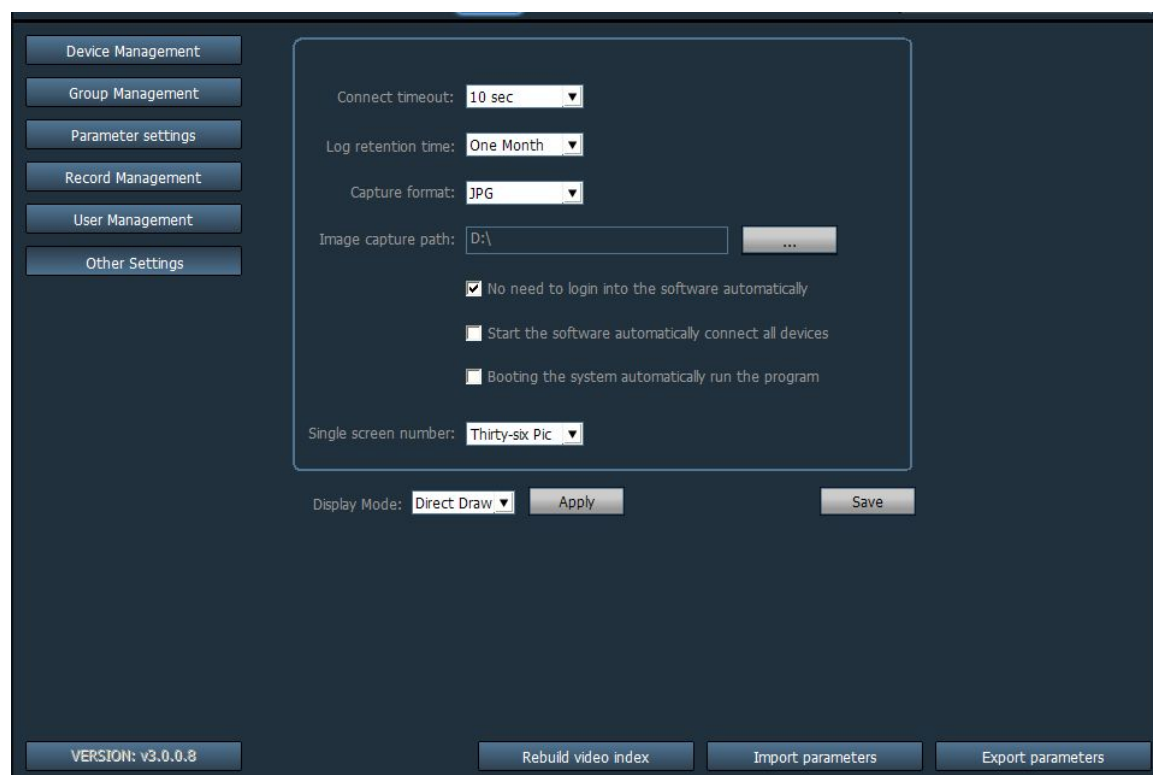 Device Management
Group Management
Parameter settings
Record Management
User Management
Other Settings
Connect timeout: 10 sec
Log retention time: One Month
Capture format: JPG
Image capture path: D:\ ...
No need to login into the software automatically
Start the software automatically connect all devices
Booting the system automatically run the program
Single screen number: Thirty-six Pic
Display Mode: Direct Draw Apply Save
VERSION: v3.0.0.8 Rebuild video index Import parameters Export parameters